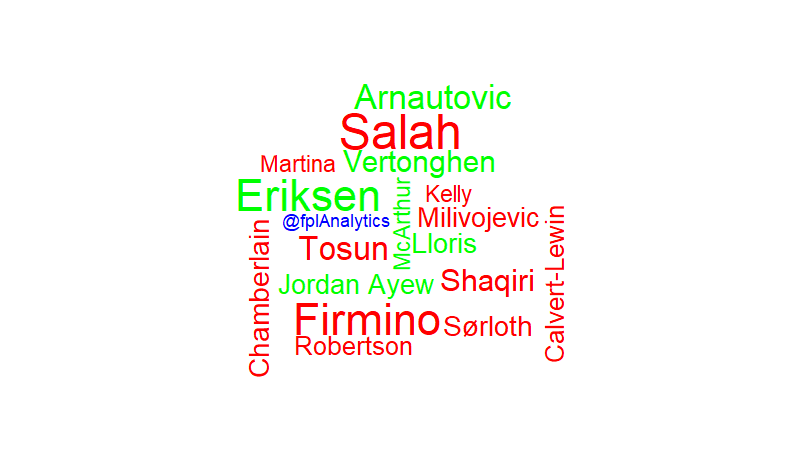 Arnautovic
Salah
Martina
Vertonghen
Eriksen
Kelly
McArthur
@fplAnalytics
Milivojevic
Chamberlain
Tosun
Lloris
Calvert-Lewin
Jordan Ayew
Shaqiri
Firmino
Sørloth
Robertson